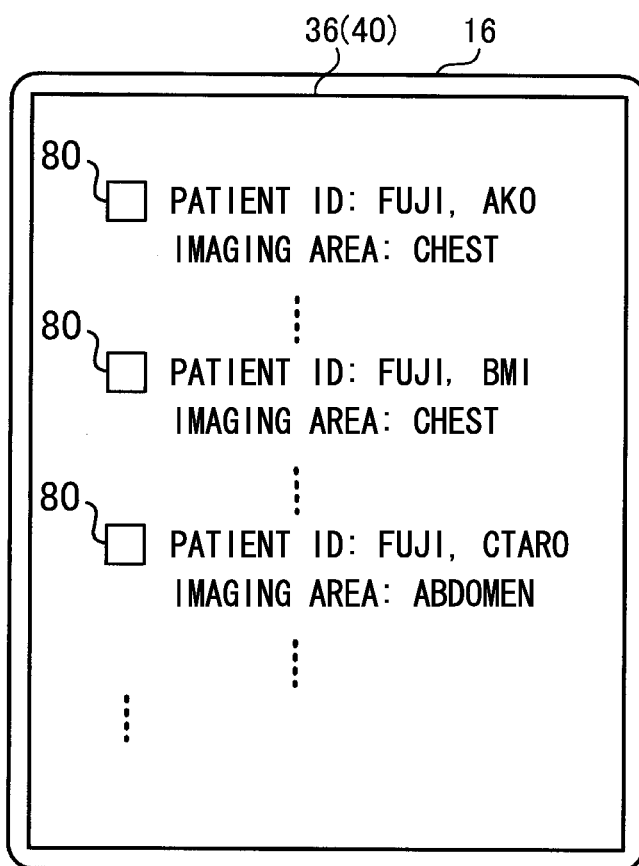 36(40) 16
80
PATIENT ID: FUJI, AKO
IMAGING AREA: CHEST
80
PATIENT ID: FUJI, BMI
IMAGING AREA: CHEST
80
PATIENT ID: FUJI, CTARO
IMAGING AREA: ABDOMEN